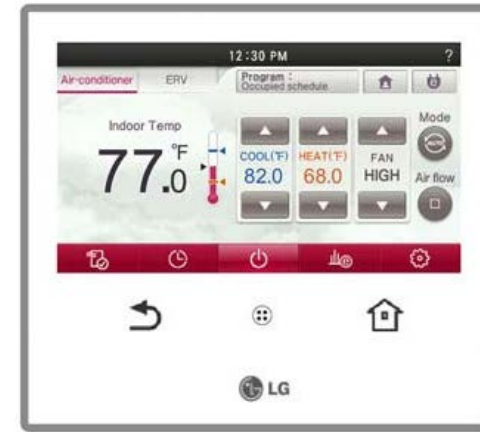 12:30 PM ?
Air-conditioner ERV Program :
Occupied schedule
Indoor Temp
77.0 °F
COOL(°F) HEAT(°F) FAN
82.0 68.0 HIGH
Mode
AUTO
Air flow
LG